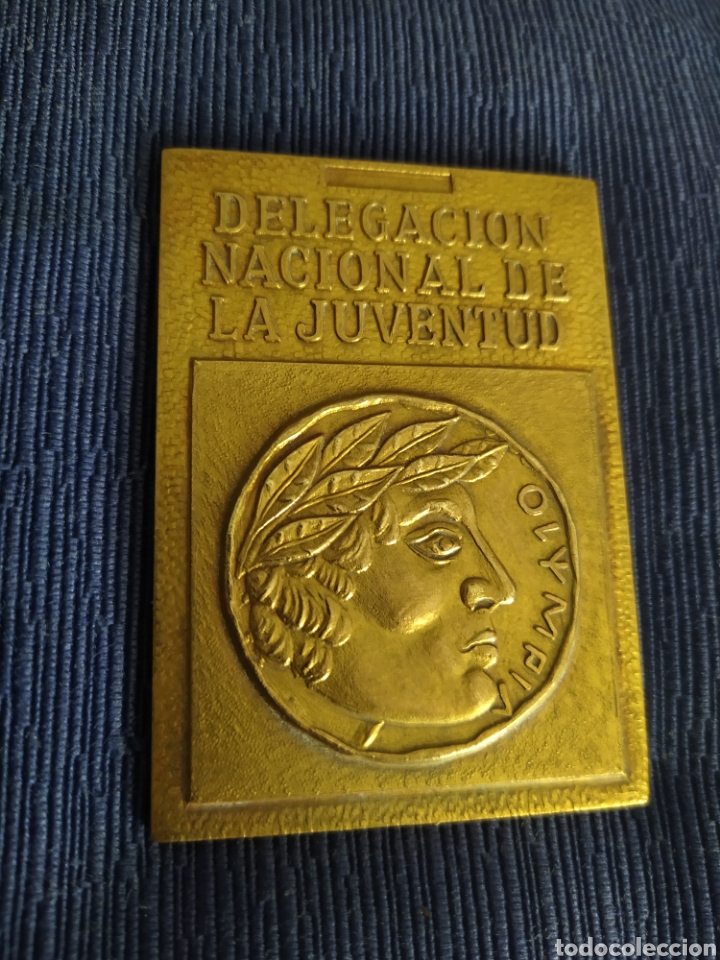 DELEGACION
NACIONAL DE
LA JUVENTUD
OLYMPIA
todocoleccion